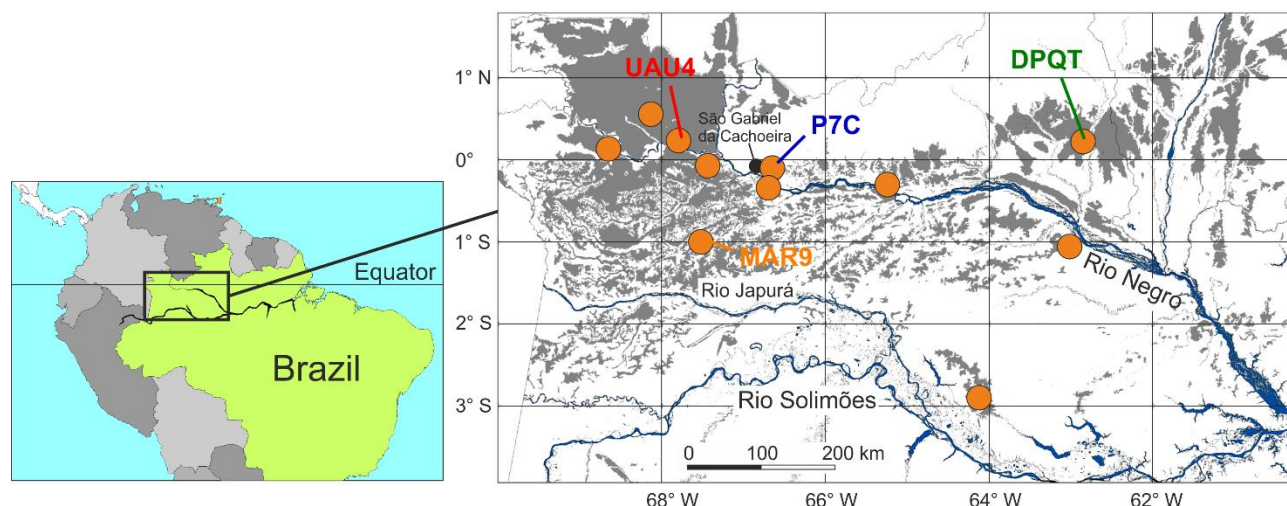 Equator
Brazil
UAU4
DPQT
São Gabriel
da Cachoeira
P7C
MAR9
Rio Japurá
Rio Negro
Rio Solimões
0 100 200 km
1° N
0°
1° S
2° S
3° S
68° W
66° W
64° W
62° W